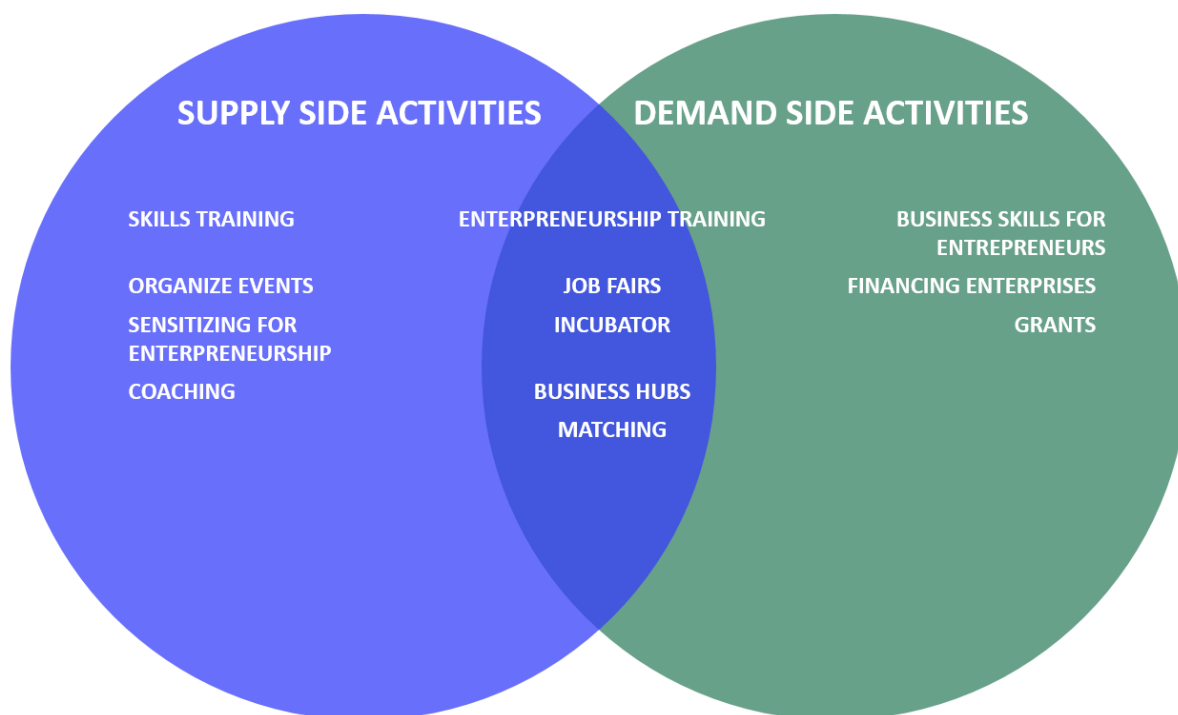 SUPPLY SIDE ACTIVITIES
DEMAND SIDE ACTIVITIES
SKILLS TRAINING
ORGANIZE EVENTS
SENSITIZING FOR
ENTERPRENEURSHIP
COACHING
ENTERPRENEURSHIP TRAINING
JOB FAIRS
INCUBATOR
BUSINESS HUBS
MATCHING
BUSINESS SKILLS FOR
ENTREPRENEURS
FINANCING ENTERPRISES
GRANTS